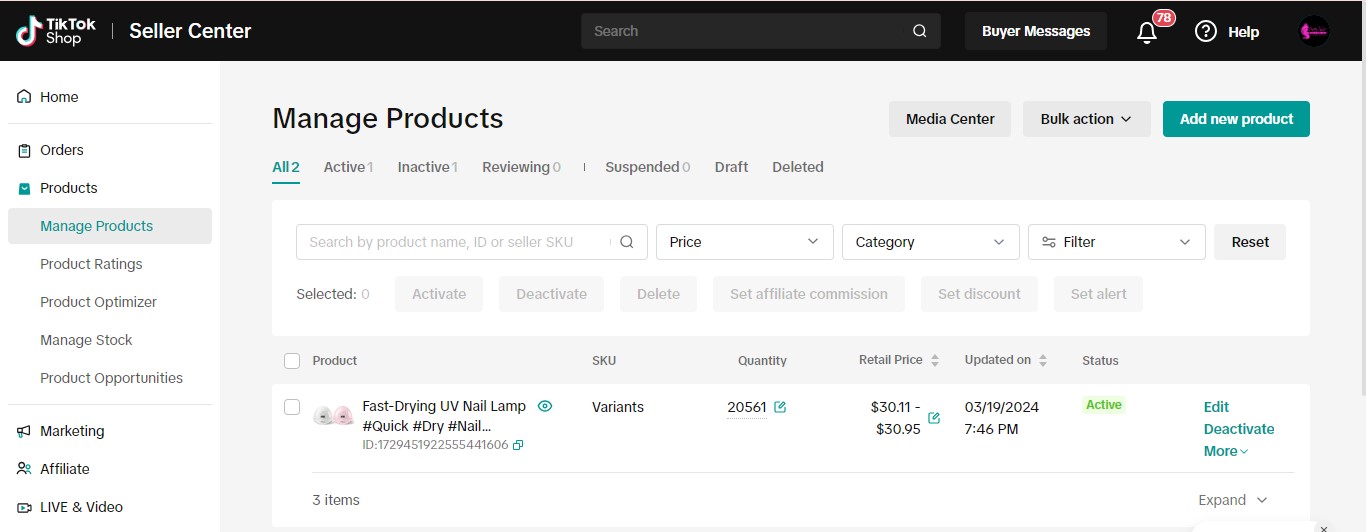 TikTok Shop | Seller Center
Search
Buyer Messages
78
Help
Home
Orders
Products
Manage Products
Product Ratings
Product Optimizer
Manage Stock
Product Opportunities
Marketing
Affiliate
LIVE & Video
Manage Products
Media Center
Bulk action
Add new product
All 2 Active 1 Inactive 1 Reviewing 0 | Suspended 0 Draft Deleted
Search by product name, ID or seller SKU
Price
Category
Filter
Reset
Selected: 0
Activate
Deactivate
Delete
Set affiliate commission
Set discount
Set alert
Product SKU Quantity Retail Price Updated on Status
Fast-Drying UV Nail Lamp
#Quick #Dry #Nail...
ID:1729451922555441606
Variants
20561
$30.11 -
$30.95
03/19/2024
7:46 PM
Active
Edit
Deactivate
More
3 items
Expand